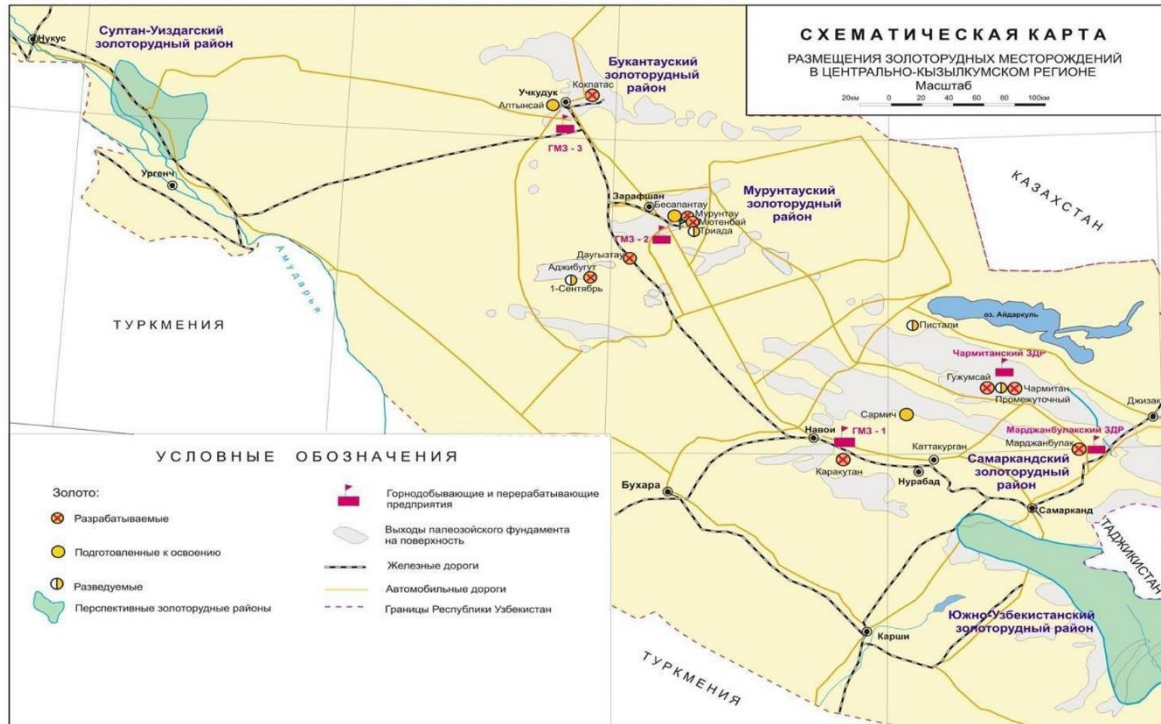 СХЕМАТИЧЕСКАЯ КАРТА
РАЗМЕЩЕНИЯ ЗОЛОТОРУДНЫХ МЕСТОРОЖДЕНИЙ
В ЦЕНТРАЛЬНО-КЫЗЫЛКУМСКОМ РЕГИОНЕ
Масштаб
20км 0 20 40 60 80 100км
Нукус
Султан-Уиздагский
золоторудный район
Букантауский
золоторудный
район
Кокпатас
Учкудук
Алтынсай
ГМЗ - 3
Ургенч
КАЗАХСТАН
Мурунтауский
золоторудный
район
Зарафшан
Бесапантау
Мурунтау
Мютенбай
Триада
ГМЗ - 2
Даугызтау
Аджибугут
1-Сентябрь
Амударья
ТУРКМЕНИЯ
оз. Айдаркуль
Пистали
Чармитанский ЗДР
Гужумсай
Чармитан
Промежуточный
Сармич
Джизак
Марджанбулакский ЗДР
Марджанбулак
Навои
ГМЗ - 1
Каттакурган
Каракутан
Нурабад
Самаркандский
золоторудный
район
Бухара
Самарканд
ТАДЖИКИСТАН
Южно-Узбекистанский
золоторудный район
Карши
ТУРКМЕНИЯ
УСЛОВНЫЕ ОБОЗНАЧЕНИЯ
Золото:
Разрабатываемые
Подготовленные к освоению
Разведуемые
Перспективные золоторудные районы
Горнодобывающие и перерабатывающие
предприятия
Выходы палеозойского фундамента
на поверхность
Железные дороги
Автомобильные дороги
Границы Республики Узбекистан